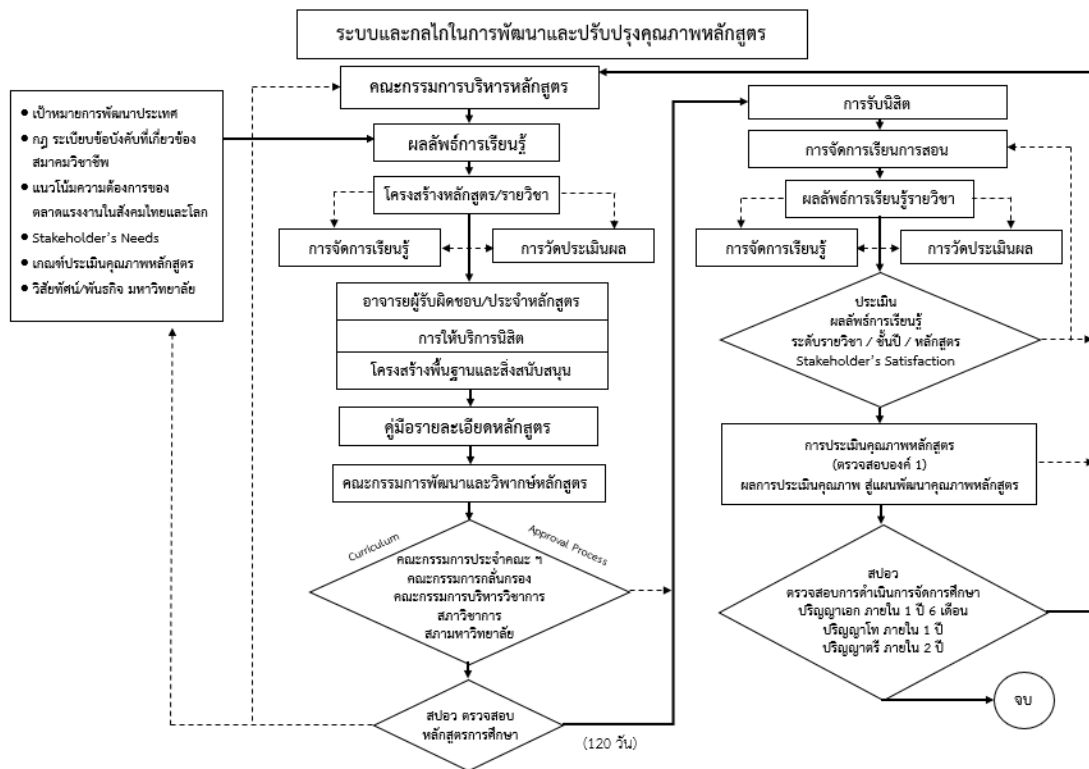 ระบบและกลไกในการพัฒนาและปรับปรุงคุณภาพหลักสูตร
● เป้าหมายการพัฒนาประเทศ
● กฎ ระเบียบข้อบังคับที่เกี่ยวข้อง
สมาคมวิชาชีพ
● แนวโน้มความต้องการของ
ตลาดแรงงานในสังคมไทยและโลก
● Stakeholder's Needs
● เกณฑ์ประเมินคุณภาพหลักสูตร
● วิสัยทัศน์/พันธกิจ มหาวิทยาลัย
คณะกรรมการบริหารหลักสูตร
ผลลัพธ์การเรียนรู้
โครงสร้างหลักสูตร/รายวิชา
การจัดการเรียนรู้
การวัดประเมินผล
อาจารย์ผู้รับผิดชอบ/ประจำหลักสูตร
การให้บริการนิสิต
โครงสร้างพื้นฐานและสิ่งสนับสนุน
คู่มือรายละเอียดหลักสูตร
คณะกรรมการพัฒนาและวิพากษ์หลักสูตร
Curriculum
Approval Process
คณะกรรมการประจำคณะ ฯ
คณะกรรมการกลั่นกรอง
คณะกรรมการบริหารวิชาการ
สภาวิชาการ
สภามหาวิทยาลัย
สปอว ตรวจสอบ
หลักสูตรการศึกษา
(120 วัน)
การรับนิสิต
การจัดการเรียนการสอน
ผลลัพธ์การเรียนรู้รายวิชา
การจัดการเรียนรู้
การวัดประเมินผล
ประเมิน
ผลลัพธ์การเรียนรู้
ระดับรายวิชา / ชั้นปี / หลักสูตร
Stakeholder's Satisfaction
การประเมินคุณภาพหลักสูตร
(ตรวจสอบองค์ 1)
ผลการประเมินคุณภาพ สู่แผนพัฒนาคุณภาพหลักสูตร
สปอว
ตรวจสอบการดำเนินการจัดการศึกษา
ปริญญาเอก ภายใน 1 ปี 6 เดือน
ปริญญาโท ภายใน 1 ปี
ปริญญาตรี ภายใน 2 ปี
จบ